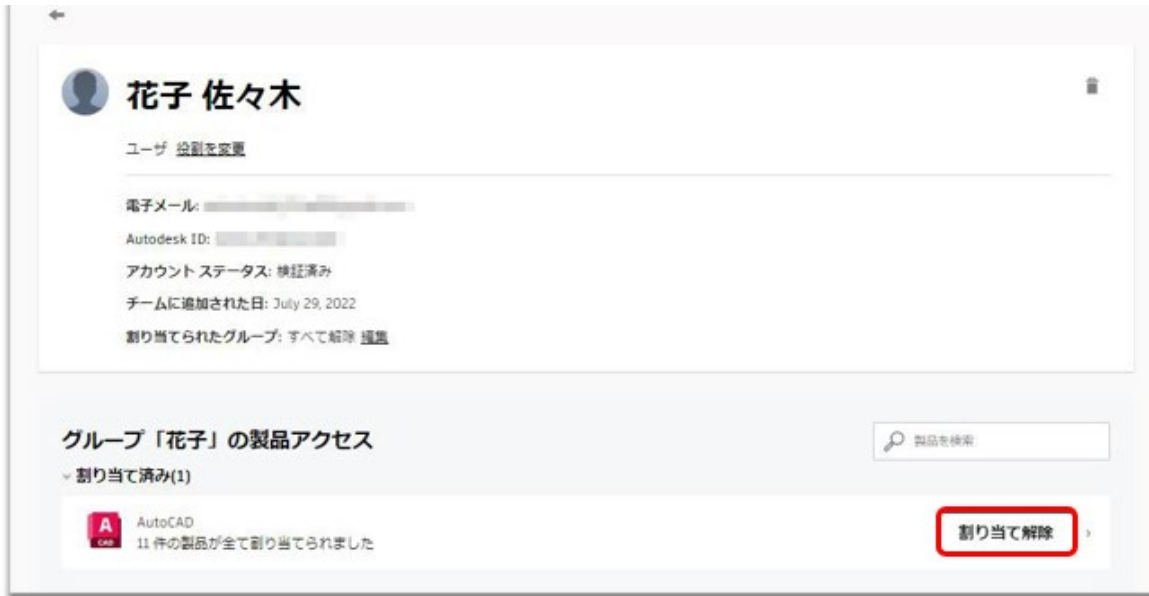 花子 佐々木
ユーザ 役割を変更
電子メール:
Autodesk ID:
アカウント ステータス: 検証済み
チームに追加された日: July 29, 2022
割り当てられたグループ: すべて解除 編集
グループ「花子」の製品アクセス
製品を検索
割り当て済み(1)
A
CAD
AutoCAD
11 件の製品が全て割り当てられました
割り当て解除